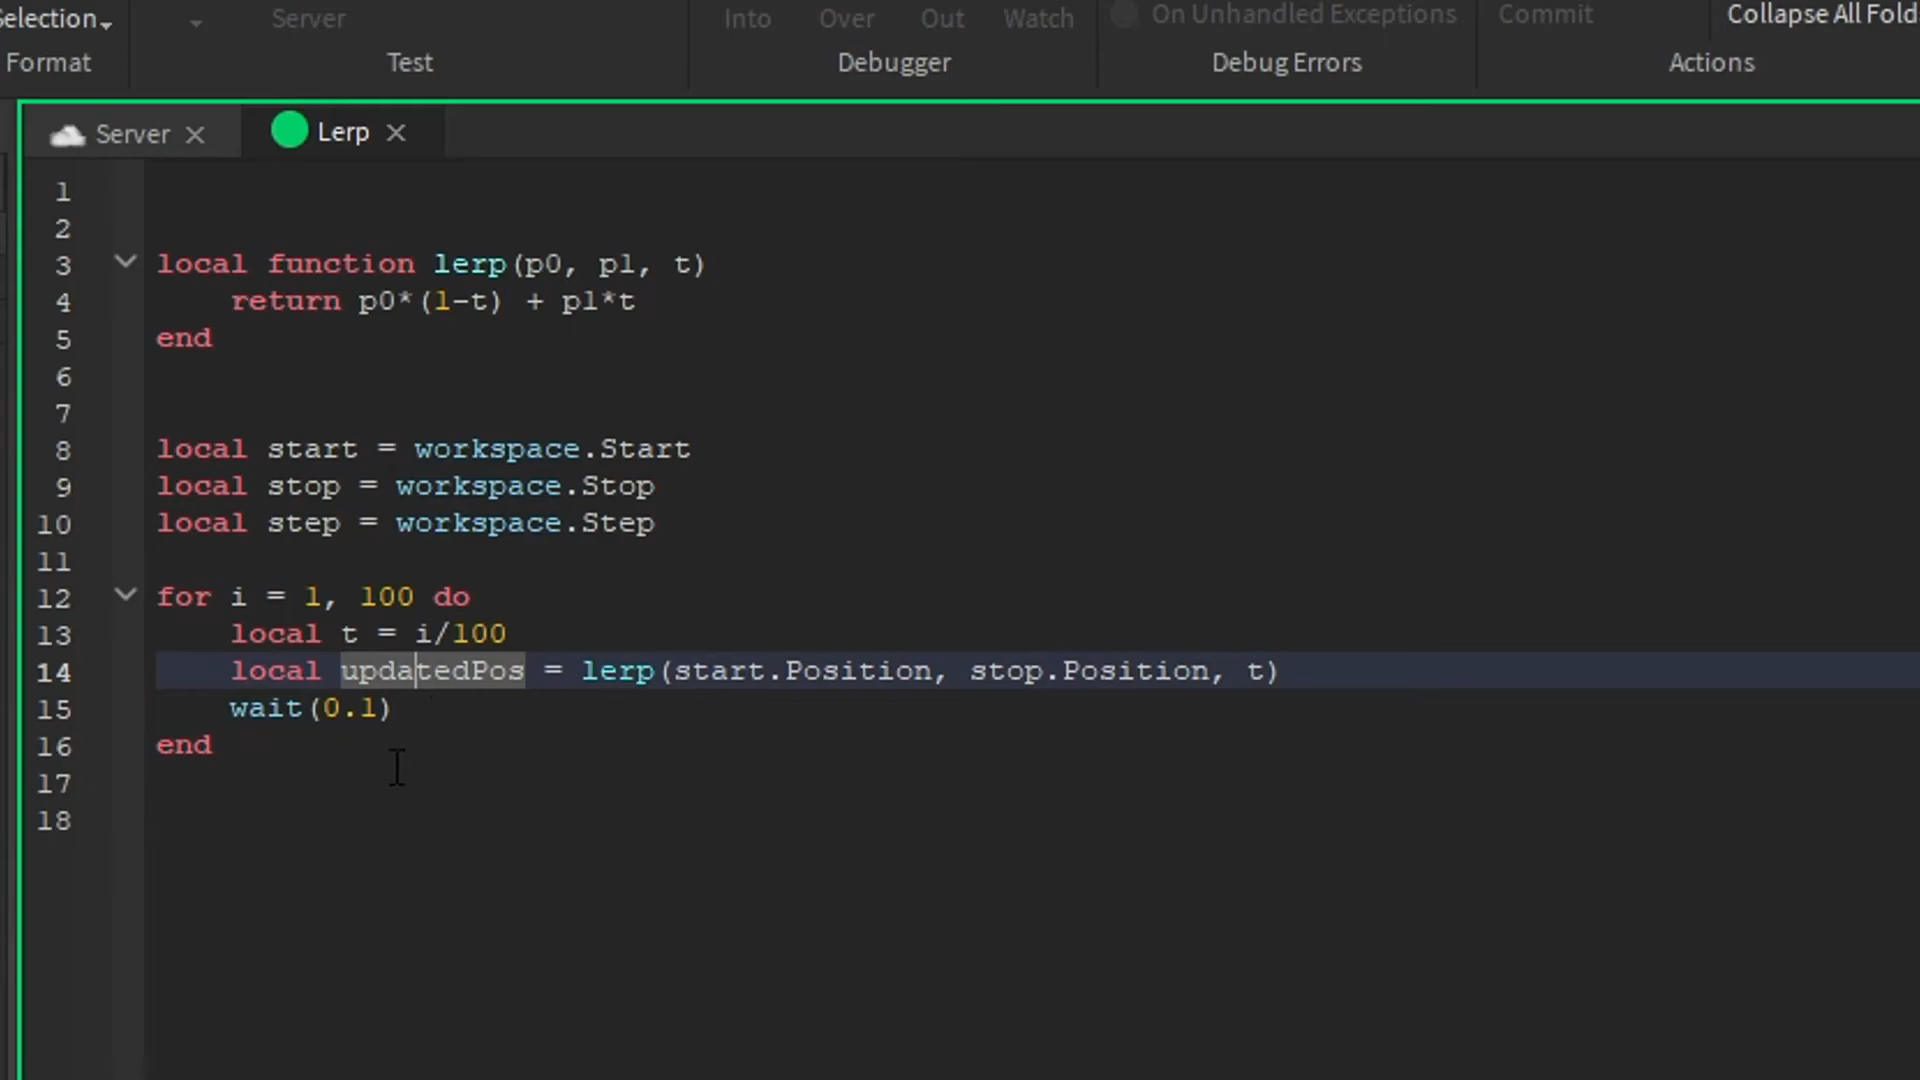 Selection
Server
Into Over Out Watch
On Unhandled Exceptions
Commit
Collapse All Fold
Format
Test
Debugger
Debug Errors
Actions
Server
Lerp
1
2
3 local function lerp(p0, p1, t)
4 return p0*(1-t) + p1*t
5 end
6
7
8 local start = workspace.Start
9 local stop = workspace.Stop
10 local step = workspace.Step
11
12 for i = 1, 100 do
13 local t = i/100
14 local updatedPos = lerp(start.Position, stop.Position, t)
15 wait(0.1)
16 end
17
18